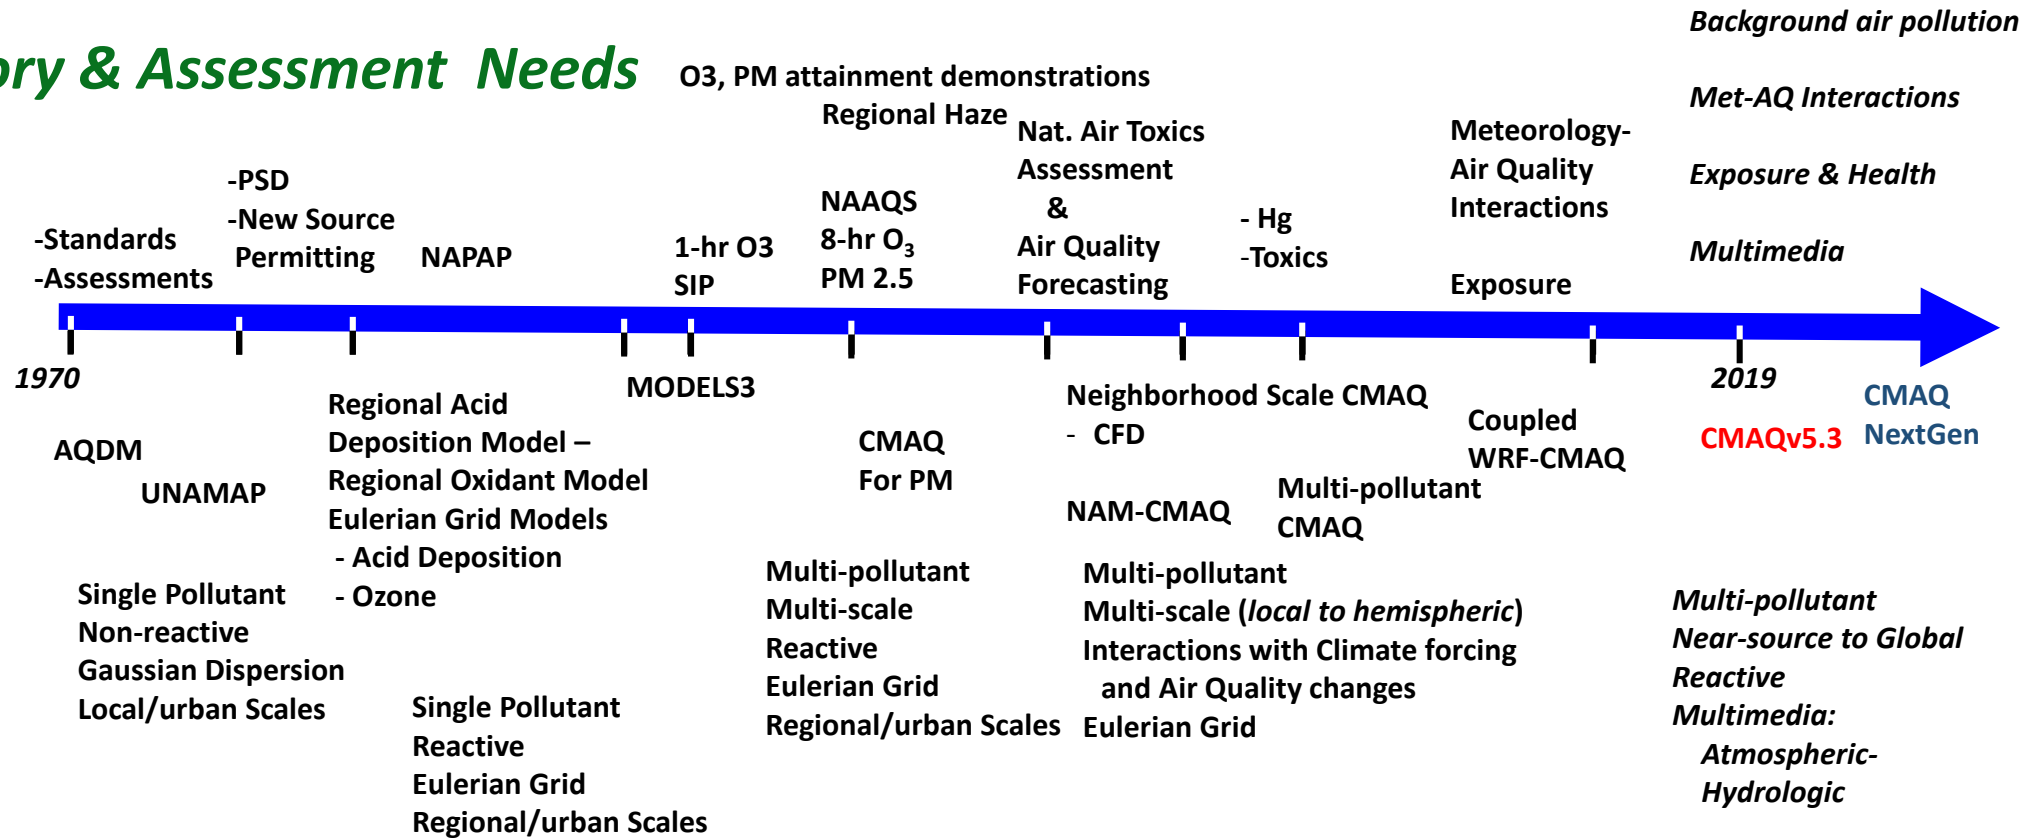 ory & Assessment Needs
O3, PM attainment demonstrations
Regional Haze
Background air pollution
Met-AQ Interactions
Exposure & Health
Multimedia
-Standards
-Assessments
-PSD
-New Source
Permitting
NAPAP
1-hr O3
SIP
NAAQS
8-hr O₃
PM 2.5
Nat. Air Toxics
Assessment
&
Air Quality
Forecasting
- Hg
-Toxics
Meteorology-
Air Quality
Interactions
Exposure
1970
2019
AQDM
UNAMAP
Regional Acid
Deposition Model –
Regional Oxidant Model
Eulerian Grid Models
- Acid Deposition
- Ozone
MODELS3
CMAQ
For PM
Neighborhood Scale CMAQ
- CFD
NAM-CMAQ
Multi-pollutant
CMAQ
Coupled
WRF-CMAQ
CMAQv5.3
CMAQ
NextGen
Single Pollutant
Non-reactive
Gaussian Dispersion
Local/urban Scales
Single Pollutant
Reactive
Eulerian Grid
Regional/urban Scales
Multi-pollutant
Multi-scale
Reactive
Eulerian Grid
Regional/urban Scales
Multi-pollutant
Multi-scale (local to hemispheric)
Interactions with Climate forcing
and Air Quality changes
Eulerian Grid
Multi-pollutant
Near-source to Global
Reactive
Multimedia:
Atmospheric-
Hydrologic